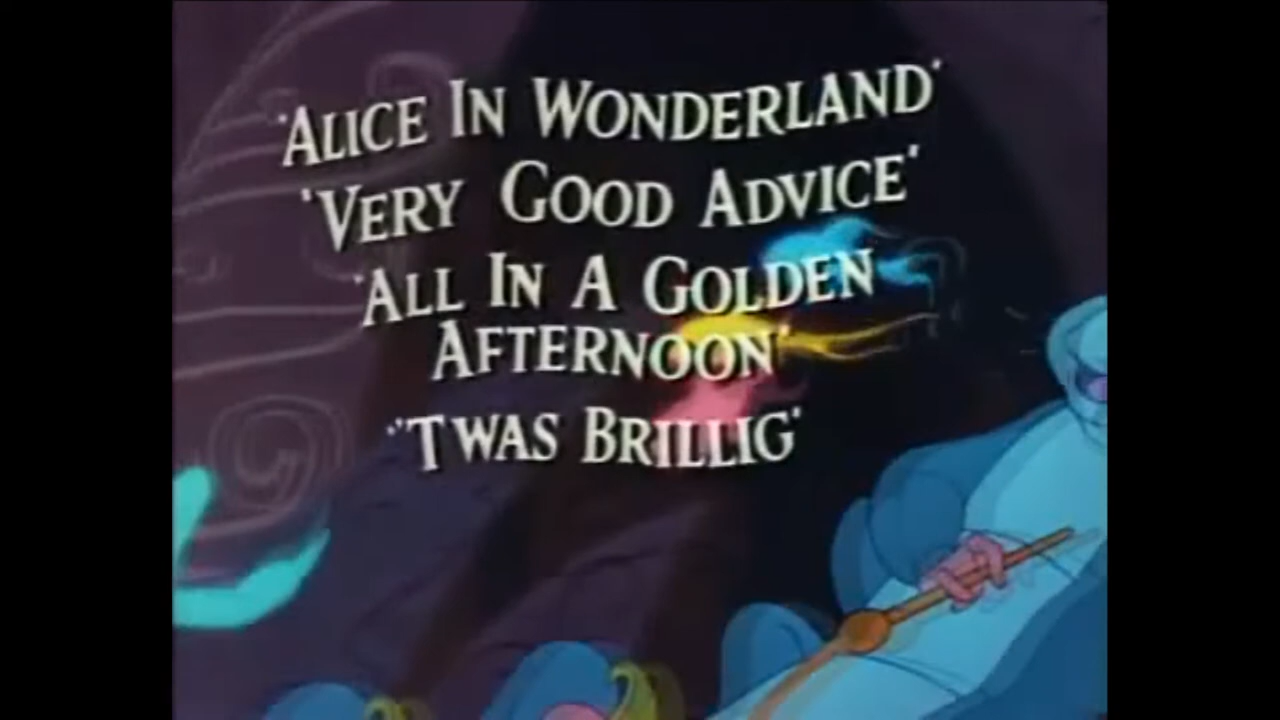 'ALICE IN WONDERLAND'
'VERY GOOD ADVICE'
'ALL IN A GOLDEN
AFTERNOON'
''TWAS BRILLIG'